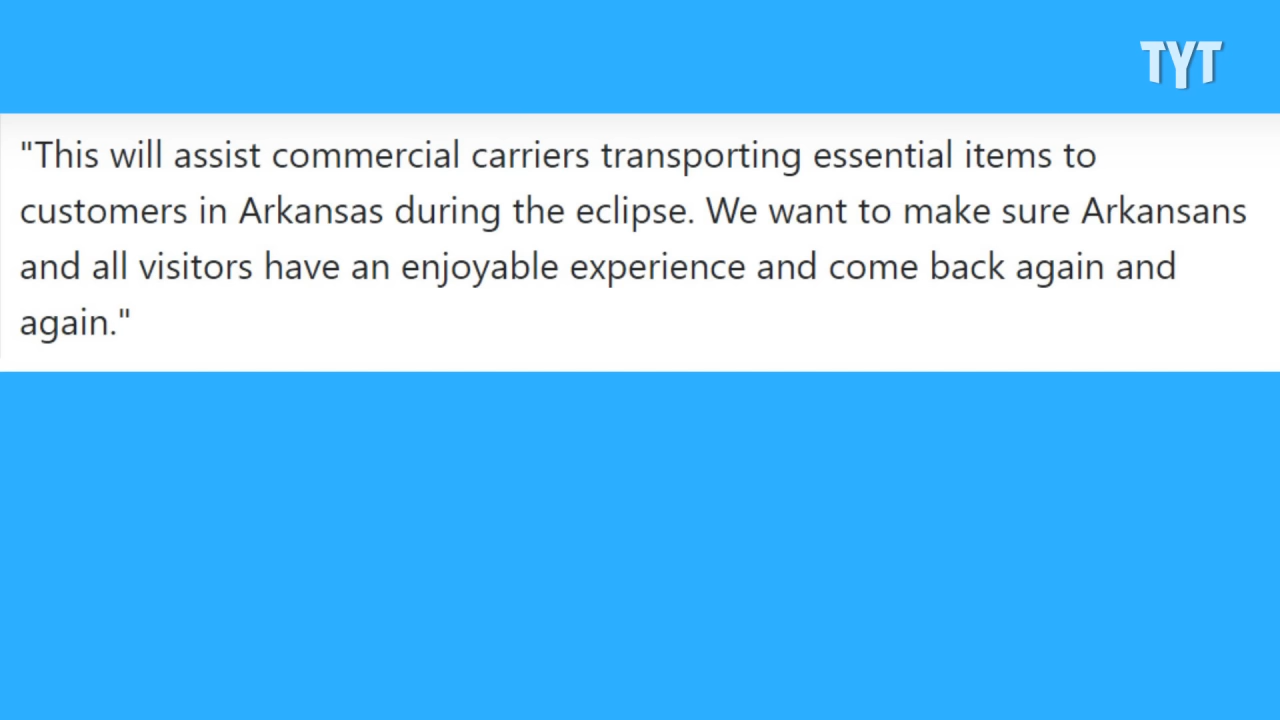 TYT
"This will assist commercial carriers transporting essential items to
customers in Arkansas during the eclipse. We want to make sure Arkansans
and all visitors have an enjoyable experience and come back again and
again."